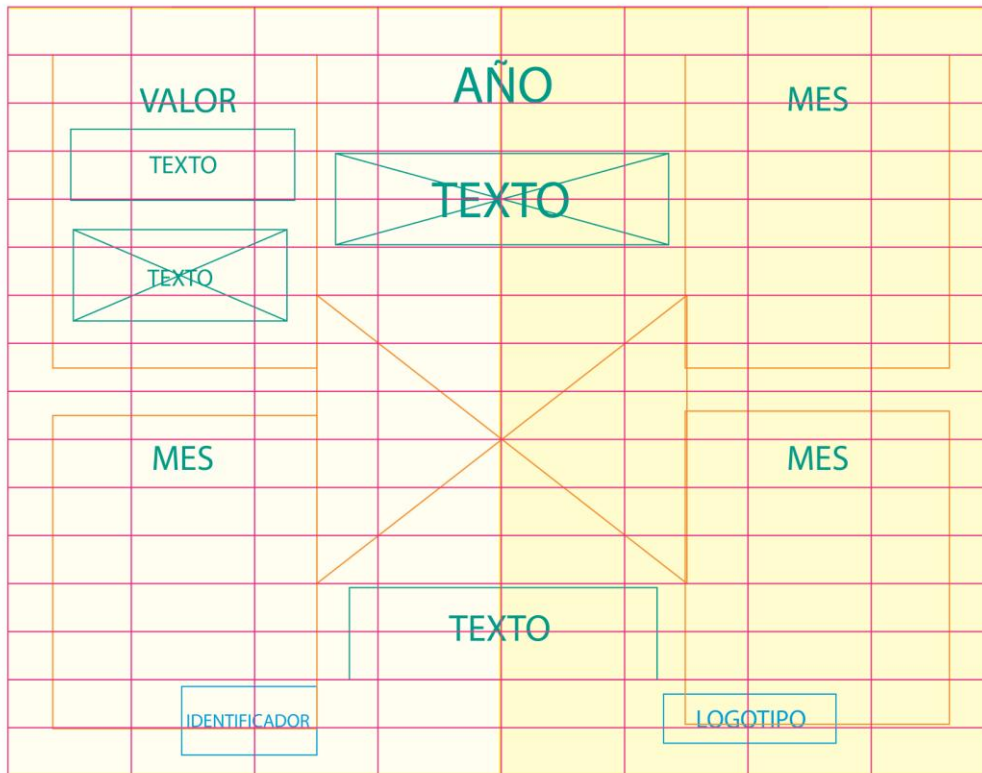 VALOR
AÑO
MES
TEXTO
TEXTO
TEXTO
MES
MES
TEXTO
IDENTIFICADOR
LOGOTIPO